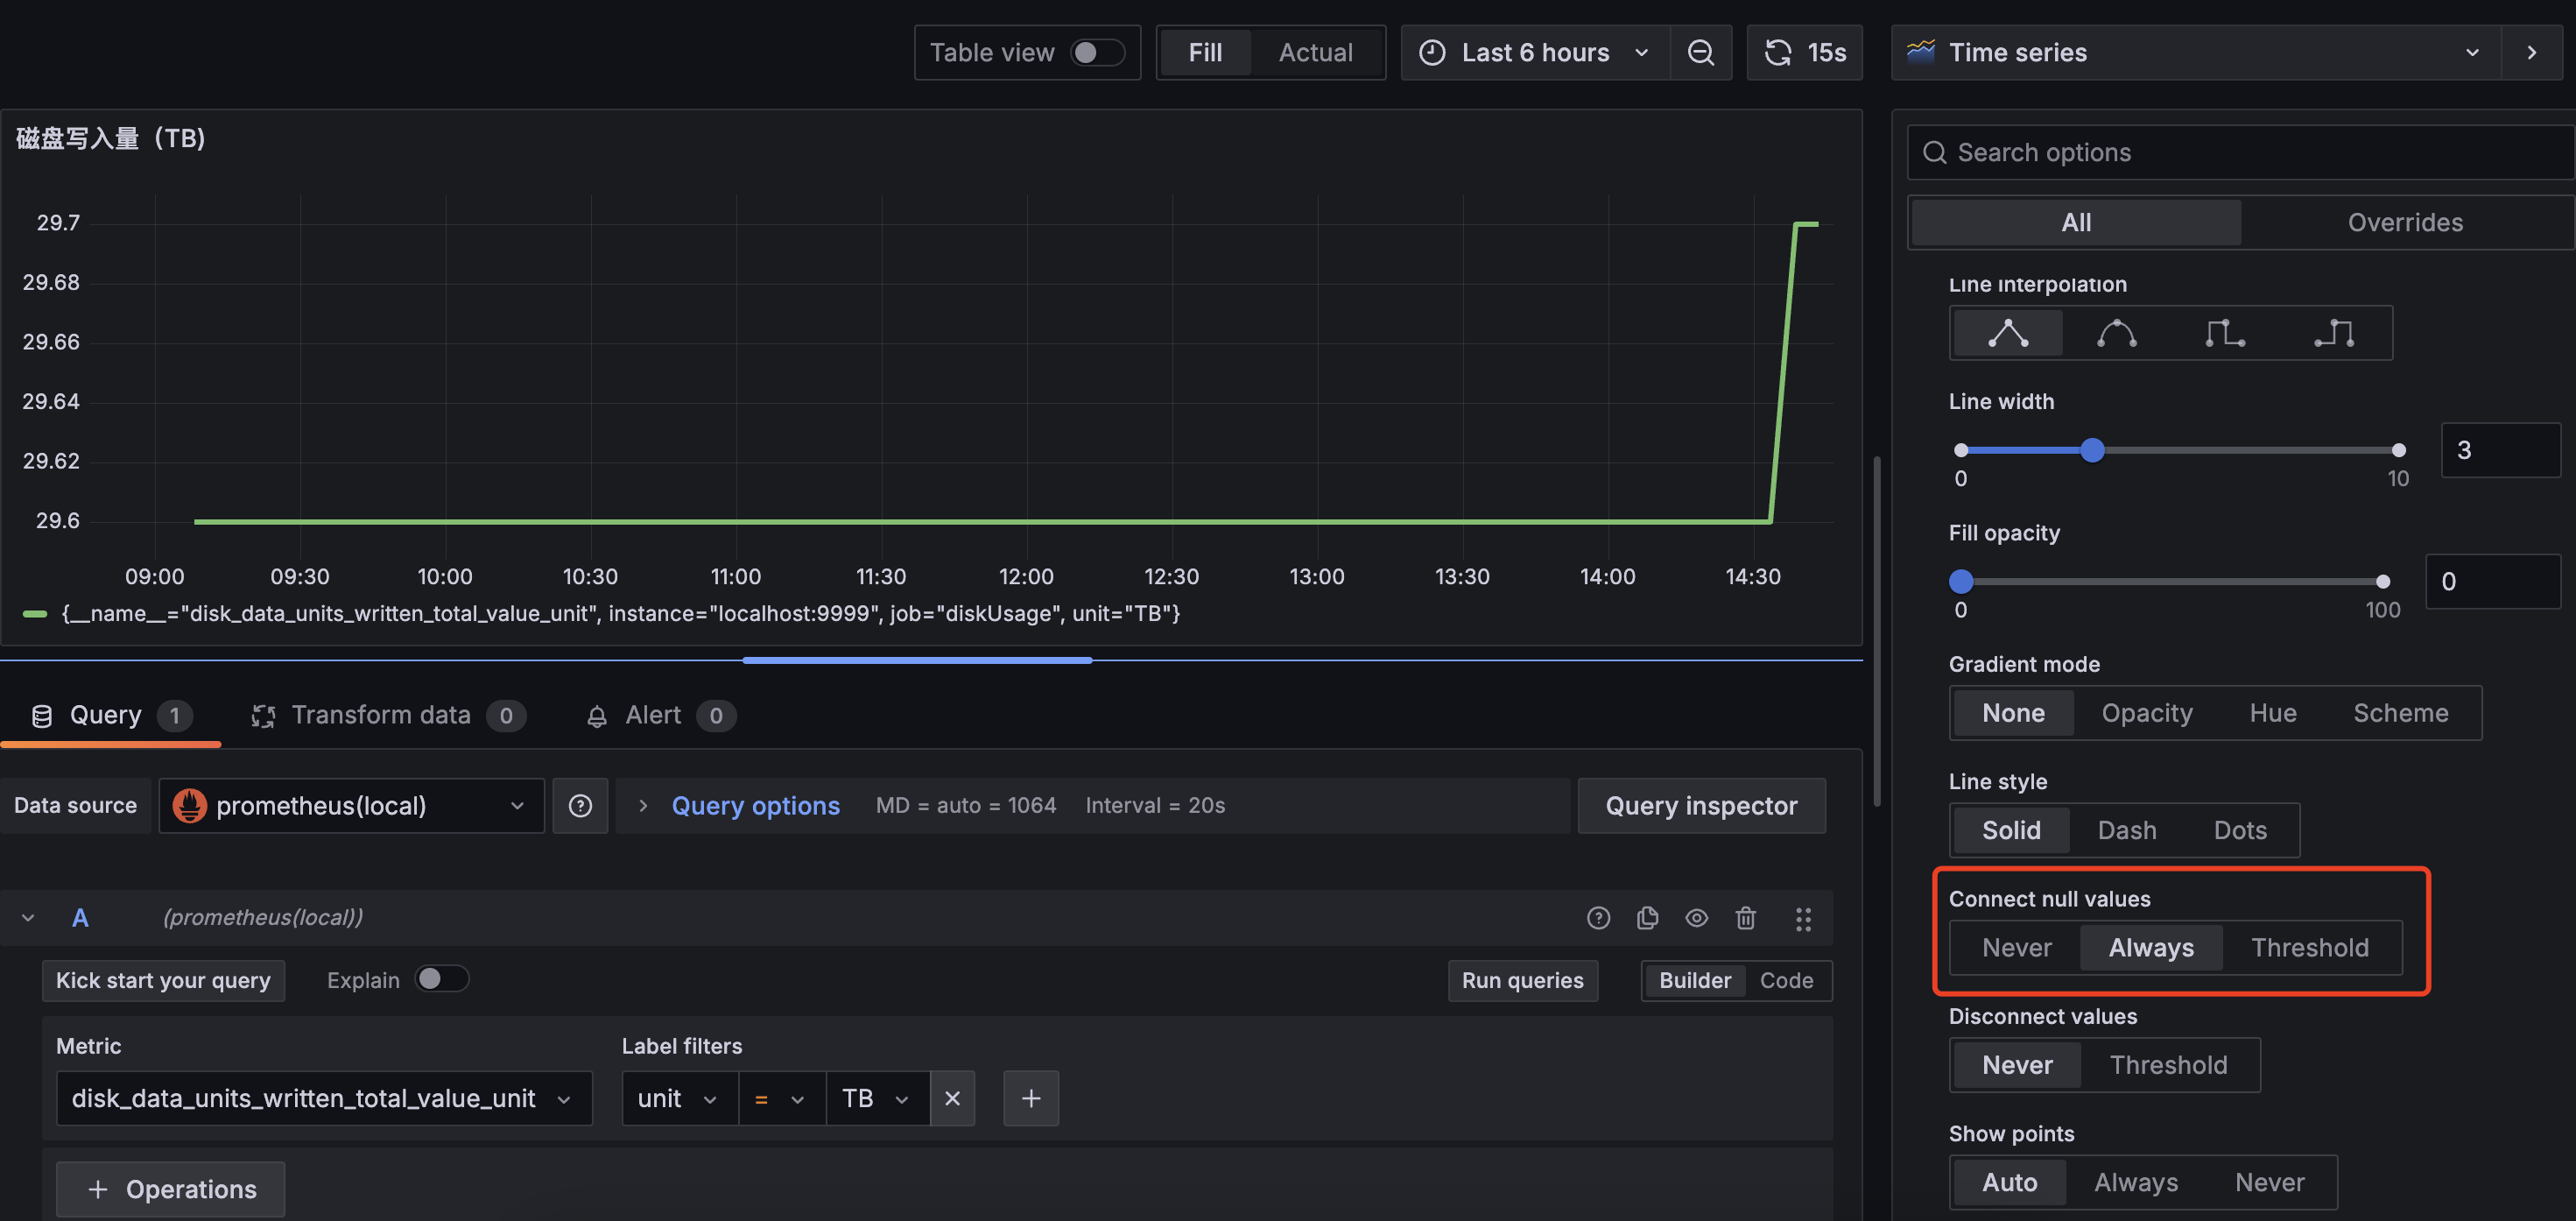 Table view
Fill Actual
Last 6 hours
15s
Time series
磁盘写入量（TB）
29.7
29.68
29.66
29.64
29.62
29.6
09:00 09:30 10:00 10:30 11:00 11:30 12:00 12:30 13:00 13:30 14:00 14:30
{__name__="disk_data_units_written_total_value_unit", instance="localhost:9999", job="diskUsage", unit="TB"}
Query 1 Transform data 0 Alert 0
Data source prometheus(local) Query options MD = auto = 1064 Interval = 20s Query inspector
A (prometheus(local))
Kick start your query Explain Run queries Builder Code
Metric Label filters
disk_data_units_written_total_value_unit unit = TB
+ Operations
Search options
All Overrides
Line interpolation
Line width
3
0 10
Fill opacity
0
0 100
Gradient mode
None Opacity Hue Scheme
Line style
Solid Dash Dots
Connect null values
Never Always Threshold
Disconnect values
Never Threshold
Show points
Auto Always Never